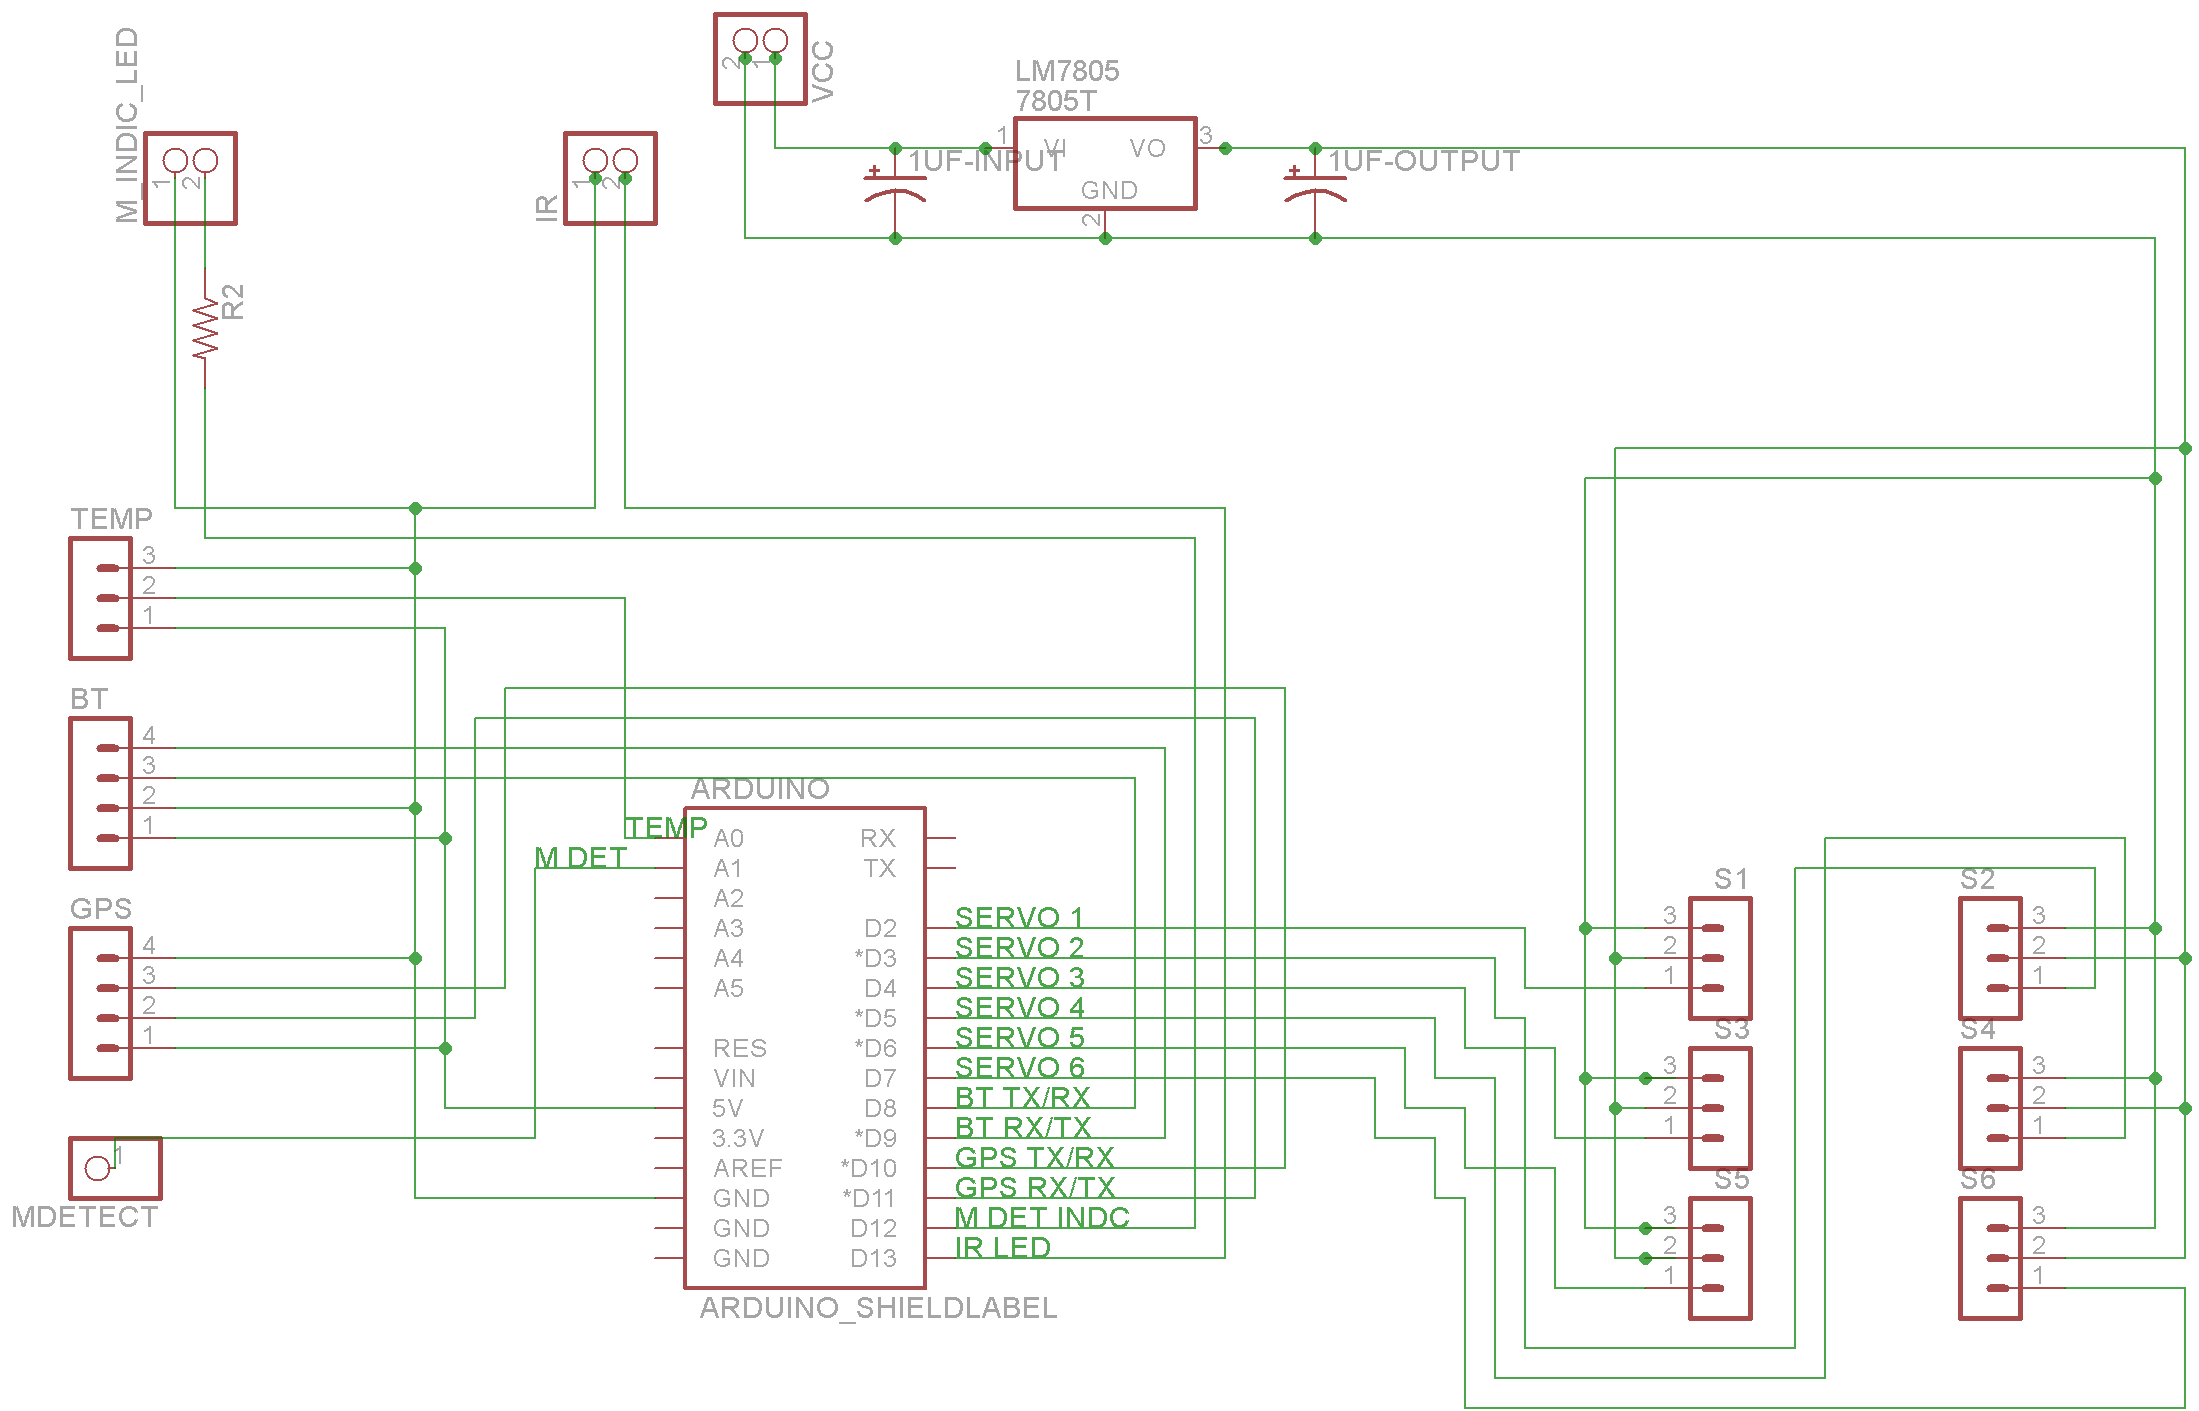 M_INDIC_LED
1
2
IR
1
2
VCC
2
1
LM7805
7805T
1
VI
VO
3
GND
2
+
1UF-INPUT
+
1UF-OUTPUT
R2
TEMP
3
2
1
BT
4
3
2
1
GPS
4
3
2
1
1
MDETECT
ARDUINO
TEMP
M DET
A0
A1
A2
A3
A4
A5
RES
VIN
5V
3.3V
AREF
GND
GND
GND
RX
TX
D2
*D3
D4
*D5
*D6
D7
D8
*D9
*D10
*D11
D12
D13
SERVO 1
SERVO 2
SERVO 3
SERVO 4
SERVO 5
SERVO 6
BT TX/RX
BT RX/TX
GPS TX/RX
GPS RX/TX
M DET INDC
IR LED
ARDUINO_SHIELDLABEL
S1
3
2
1
S2
3
2
1
S3
3
2
1
S4
3
2
1
S5
3
2
1
S6
3
2
1